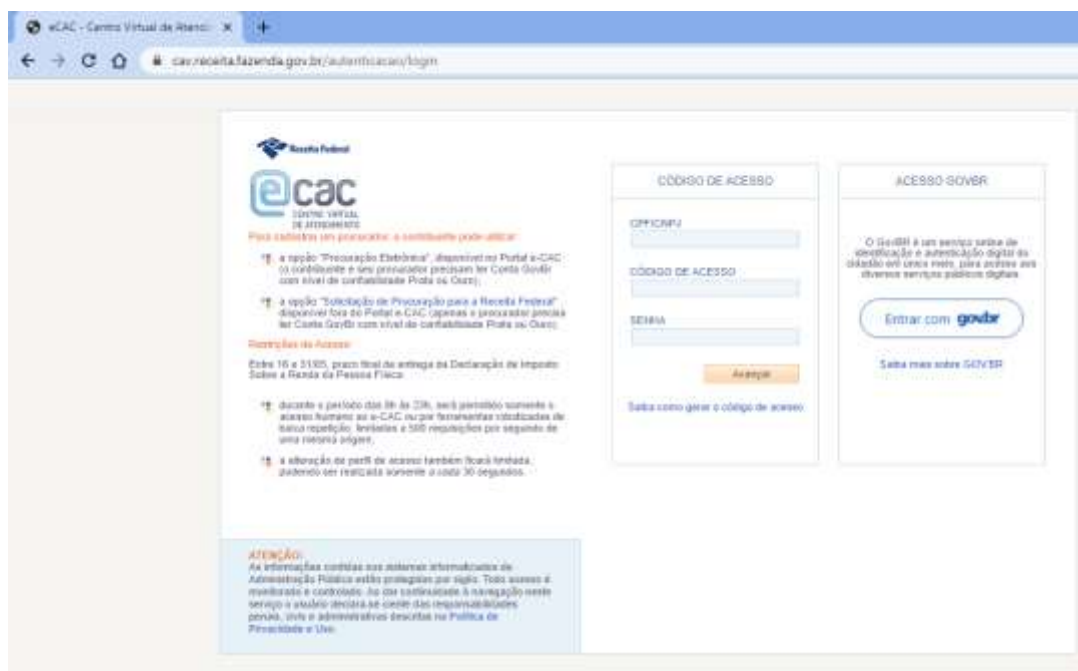 eCAC - Centro Virtual de Atenci
cav.receita.fazenda.gov.br/autenticacao/login
Receita Federal
ecac
CENTRO VIRTUAL
DE ATENDIMENTO
Para cadastrar um procurador, o contribuinte pode utilizar:
a opção "Procuração Eletrônica", disponível no Portal e-CAC
(o contribuinte e seu procurador precisam ter Conta GovBr
com nível de confiabilidade Prata ou Ouro);
a opção "Solicitação de Procuração para a Receita Federal"
disponível fora do Portal e-CAC (apenas o procurador precisa
ter Conta GovBr com nível de confiabilidade Prata ou Ouro);
Restrições de Acesso
Entre 16 e 31/05, prazo final de entrega da Declaração de Imposto
Sobre a Renda da Pessoa Física:
durante o período das 8h às 23h, será permitido somente o
acesso humano ao e-CAC ou por ferramentas robotizadas de
baixa repetição, limitadas a 500 requisições por segundo de
uma mesma origem;
a alteração de perfil de acesso também ficará limitada,
podendo ser realizada somente a cada 30 segundos.
ATENÇÃO:
As informações contidas nos sistemas informatizados da
Administração Pública estão protegidas por sigilo. Todo acesso é
monitorado e controlado. Ao dar continuidade à navegação neste
serviço o usuário declara-se ciente das responsabilidades
penais, civis e administrativas descritas na Política de
Privacidade e Uso.
CÓDIGO DE ACESSO
CPF/CNPJ
CÓDIGO DE ACESSO
SENHA
Avançar
Saiba como gerar o código de acesso
ACESSO GOVBR
O GovBR é um serviço online de
identificação e autenticação digital do
cidadão em único meio, para acesso aos
diversos serviços públicos digitais
Entrar com govbr
Saiba mais sobre GOV.BR